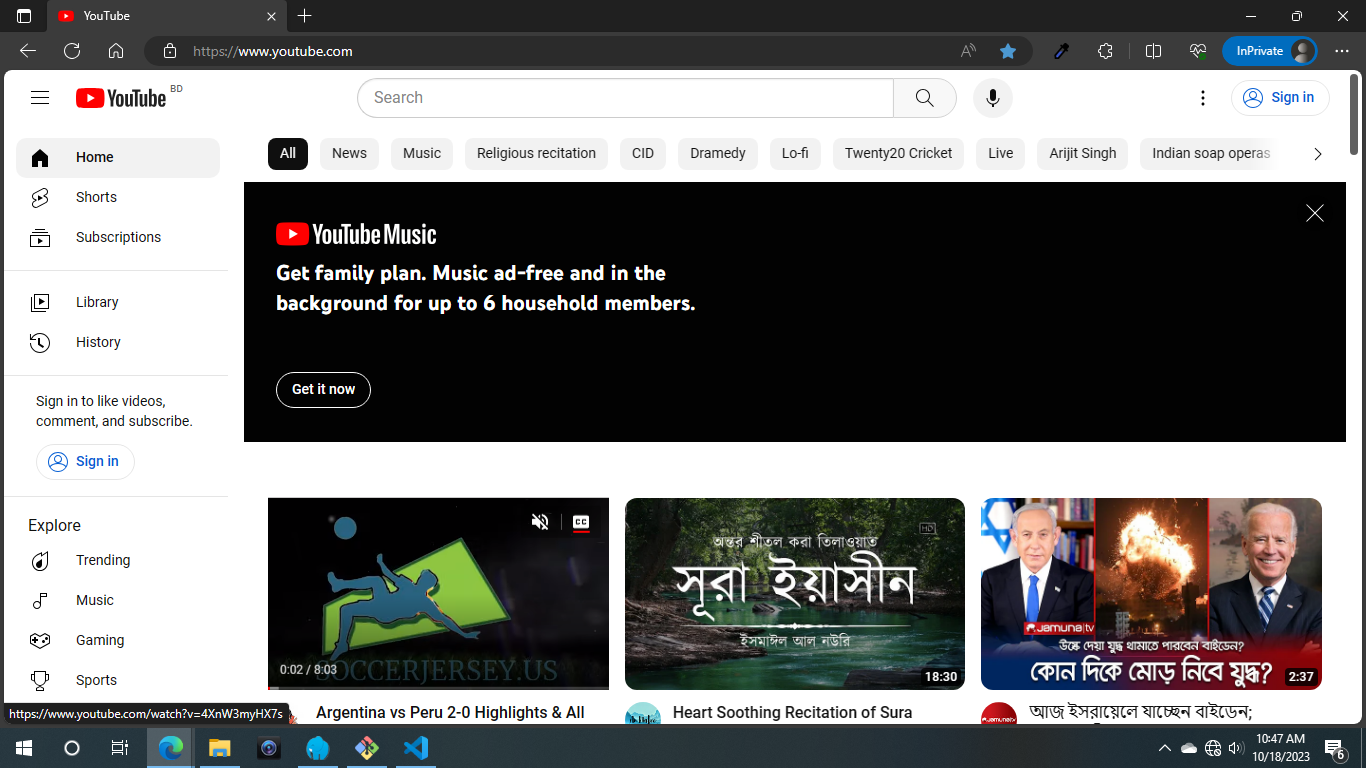 YouTube
https://www.youtube.com
InPrivate
YouTube BD
Search
Sign in
Home
Shorts
Subscriptions
Library
History
Sign in to like videos,
comment, and subscribe.
Sign in
Explore
Trending
Music
Gaming
Sports
All News Music Religious recitation CID Dramedy Lo-fi Twenty20 Cricket Live Arijit Singh Indian soap operas
YouTube Music
Get family plan. Music ad-free and in the
background for up to 6 household members.
Get it now
CC
0:02 / 8:03
SOCCERJERSEY.US
Argentina vs Peru 2-0 Highlights & All
HD
অন্তর শীতল করা তিলাওয়াত
সূরা ইয়াসীন
ইসমাঈল আল নউরি
18:30
Heart Soothing Recitation of Sura
Jamuna tv
উস্কে দেয়া যুদ্ধ থামাতে পারবেন বাইডেন?
কোন দিকে মোড় নিবে যুদ্ধ?
2:37
আজ ইসরায়েলে যাচ্ছেন বাইডেন;
https://www.youtube.com/watch?v=4XnW3myHX7s
10:47 AM
10/18/2023
6